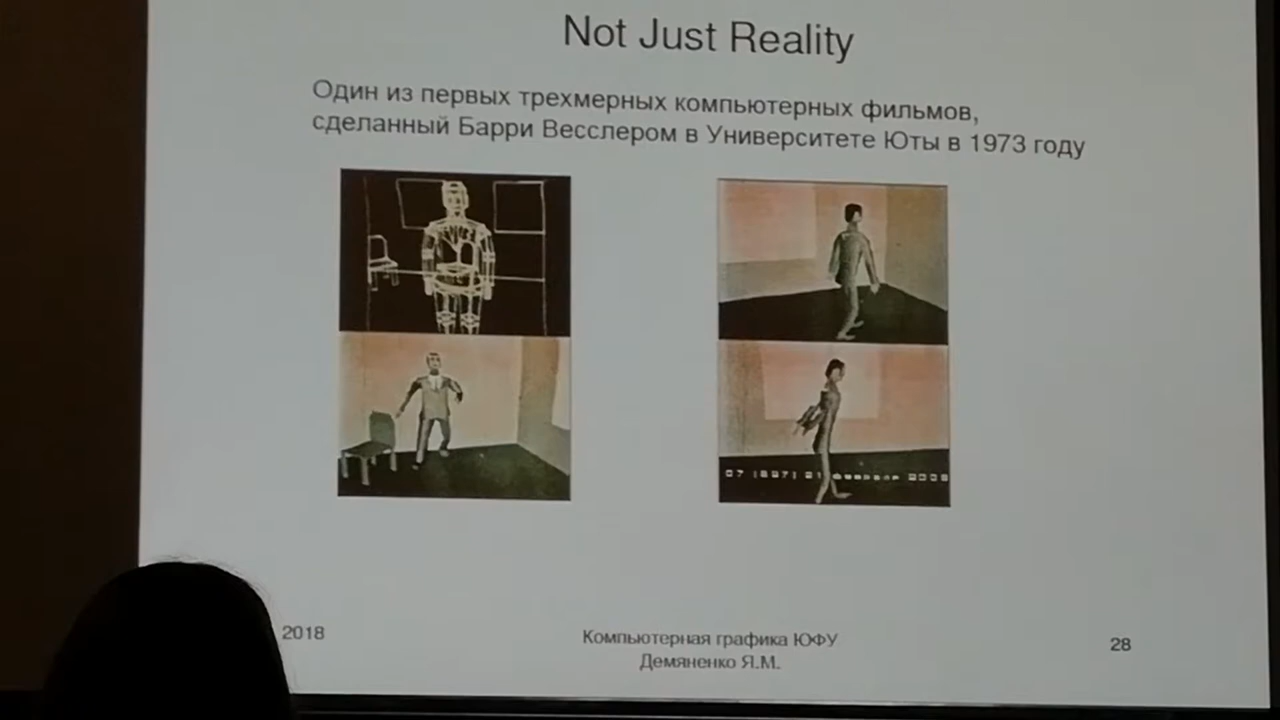 Not Just Reality
Один из первых трехмерных компьютерных фильмов,
сделанный Барри Весслером в Университете Юты в 1973 году
2018
Компьютерная графика ЮФУ
Демяненко Я.М.
28